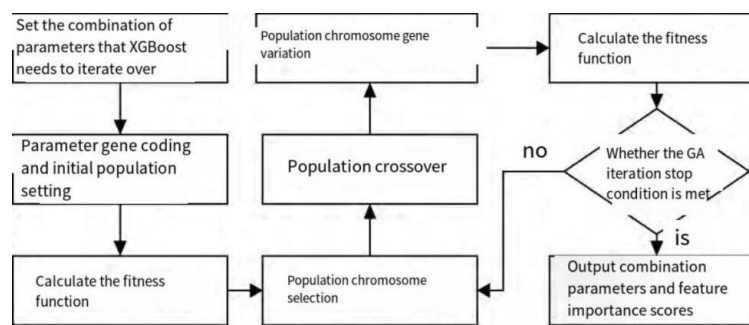 Set the combination of
parameters that XGBoost
needs to iterate over
Parameter gene coding
and initial population
setting
Calculate the fitness
function
Population chromosome
selection
Population crossover
Population chromosome gene
variation
Calculate the fitness
function
Whether the GA
iteration stop
condition is met
no
is
Output combination
parameters and feature
importance scores